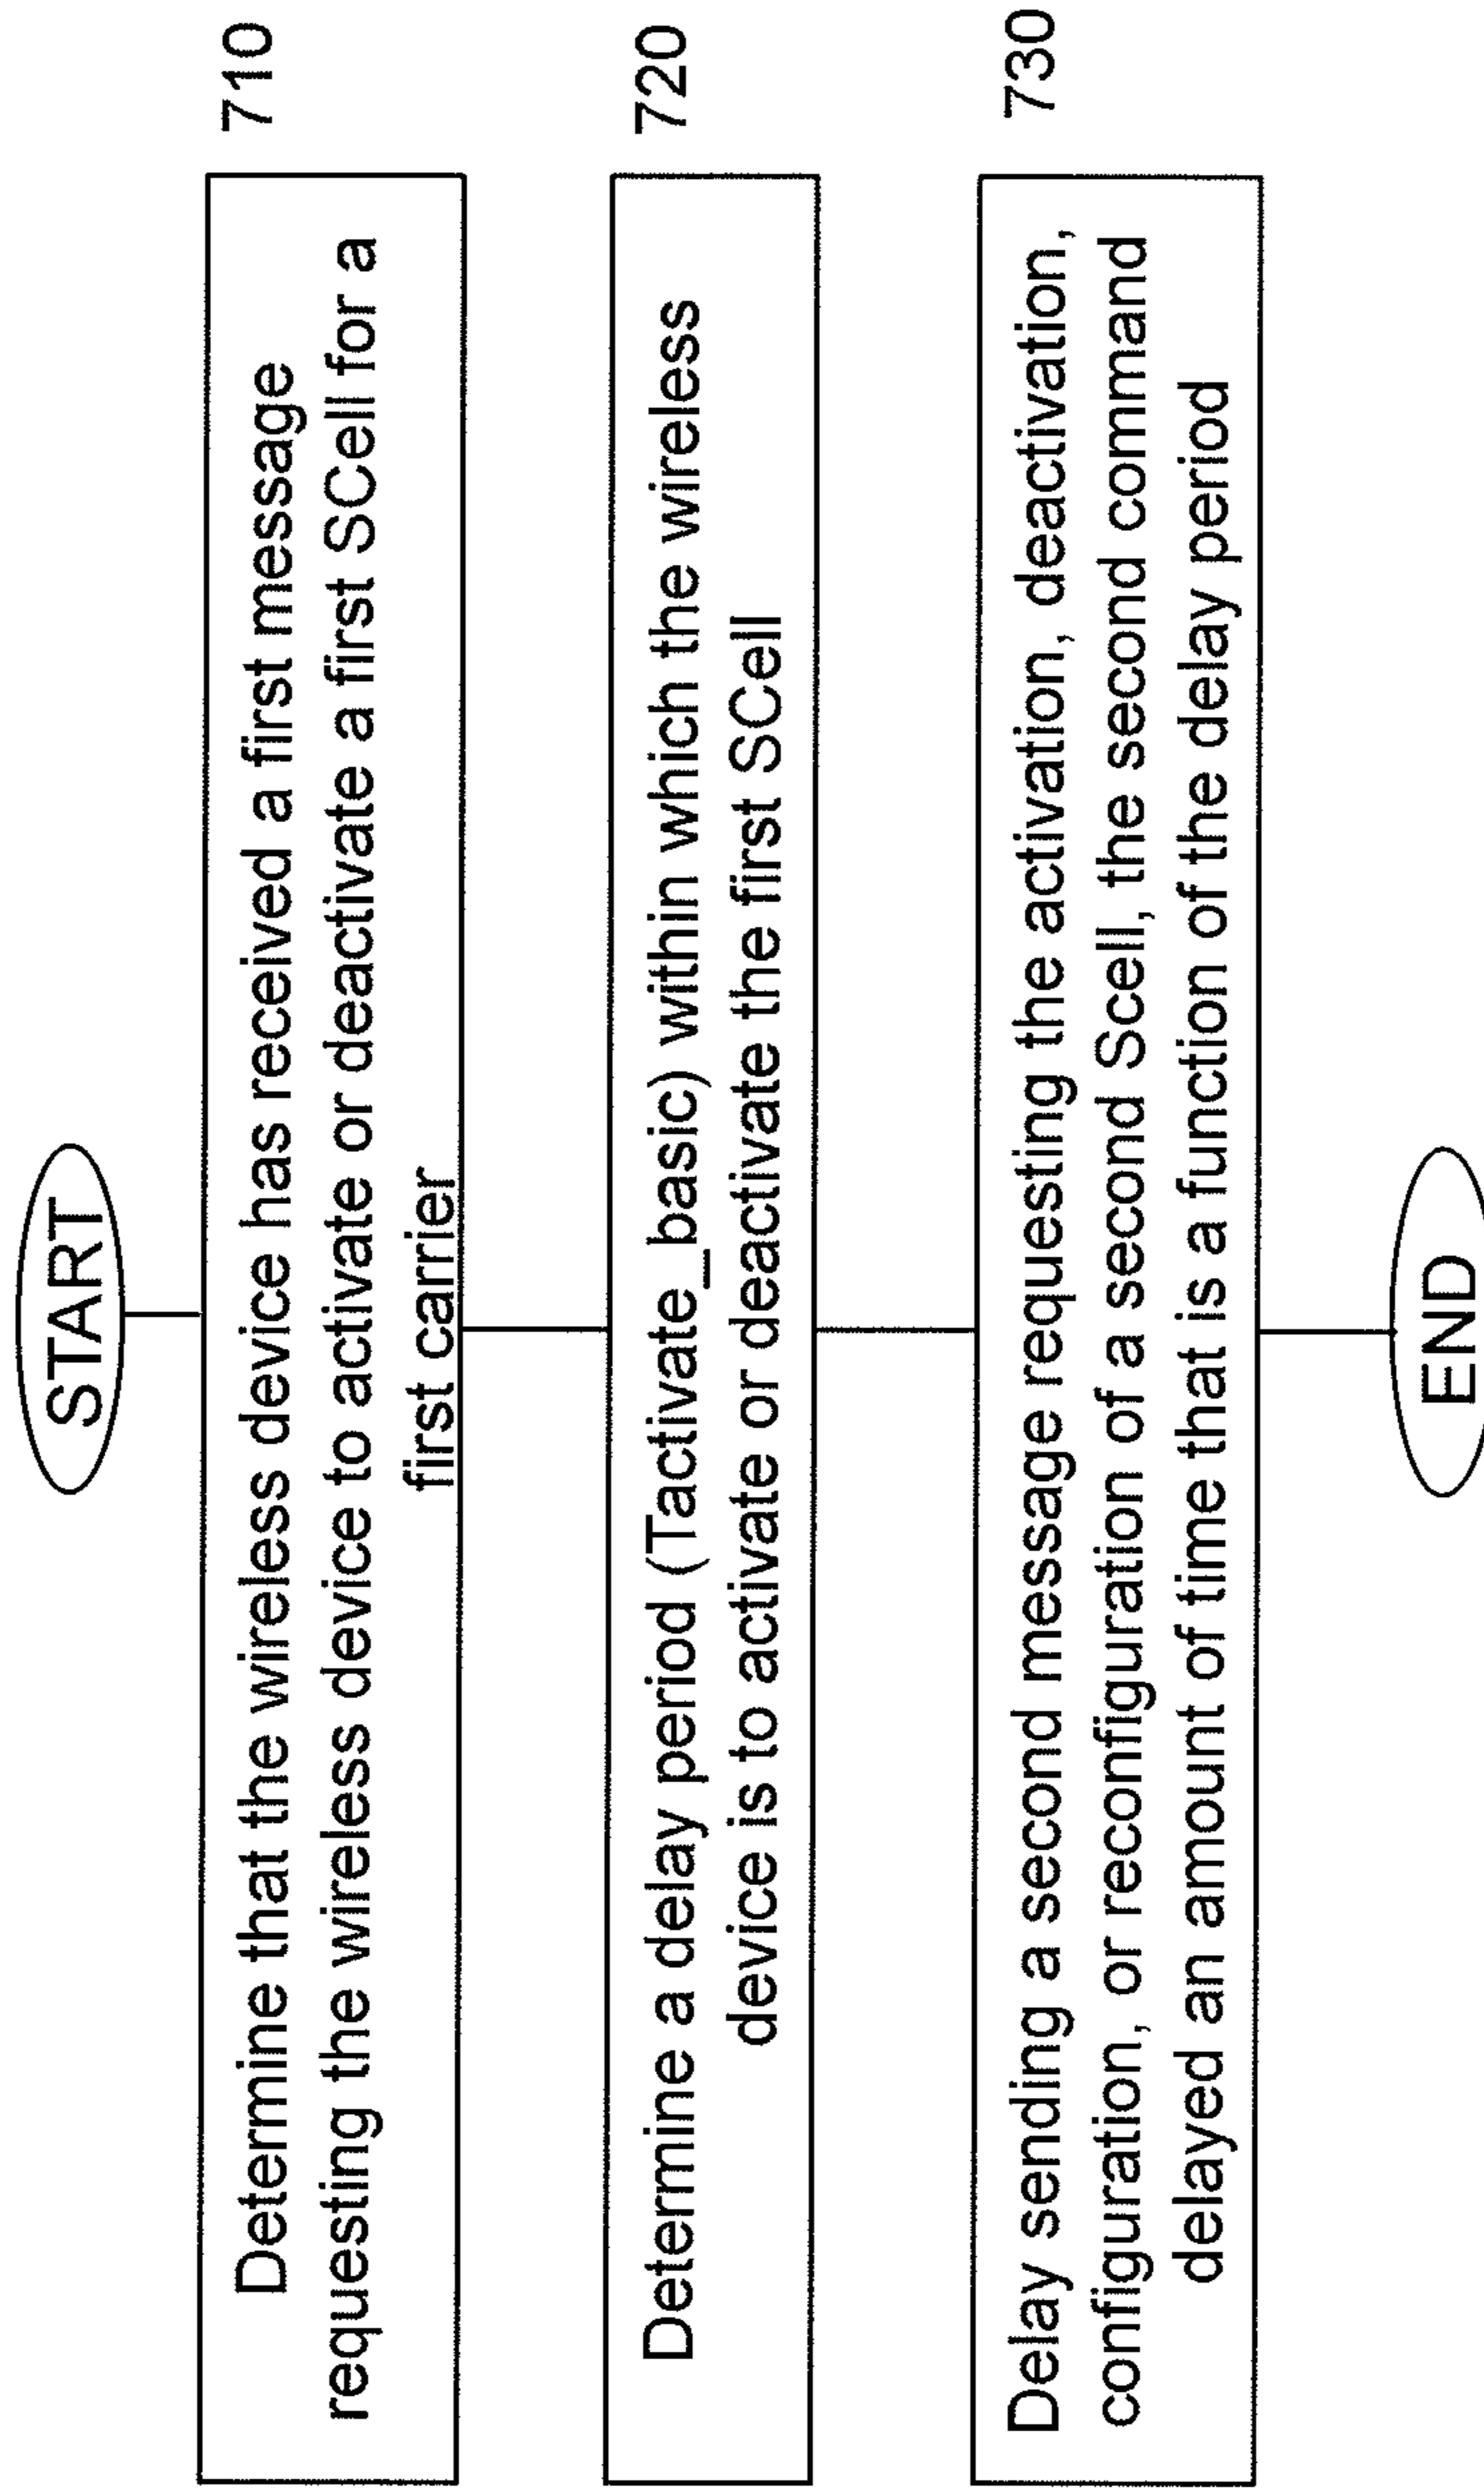 START
710
Determine that the wireless device has received a first message
requesting the wireless device to activate or deactivate a first SCell for a
first carrier
720
Determine a delay period (Tactivate_basic) within which the wireless
device is to activate or deactivate the first SCell
730
Delay sending a second message requesting the activation, deactivation,
configuration, or reconfiguration of a second Scell, the second command
delayed an amount of time that is a function of the delay period
END